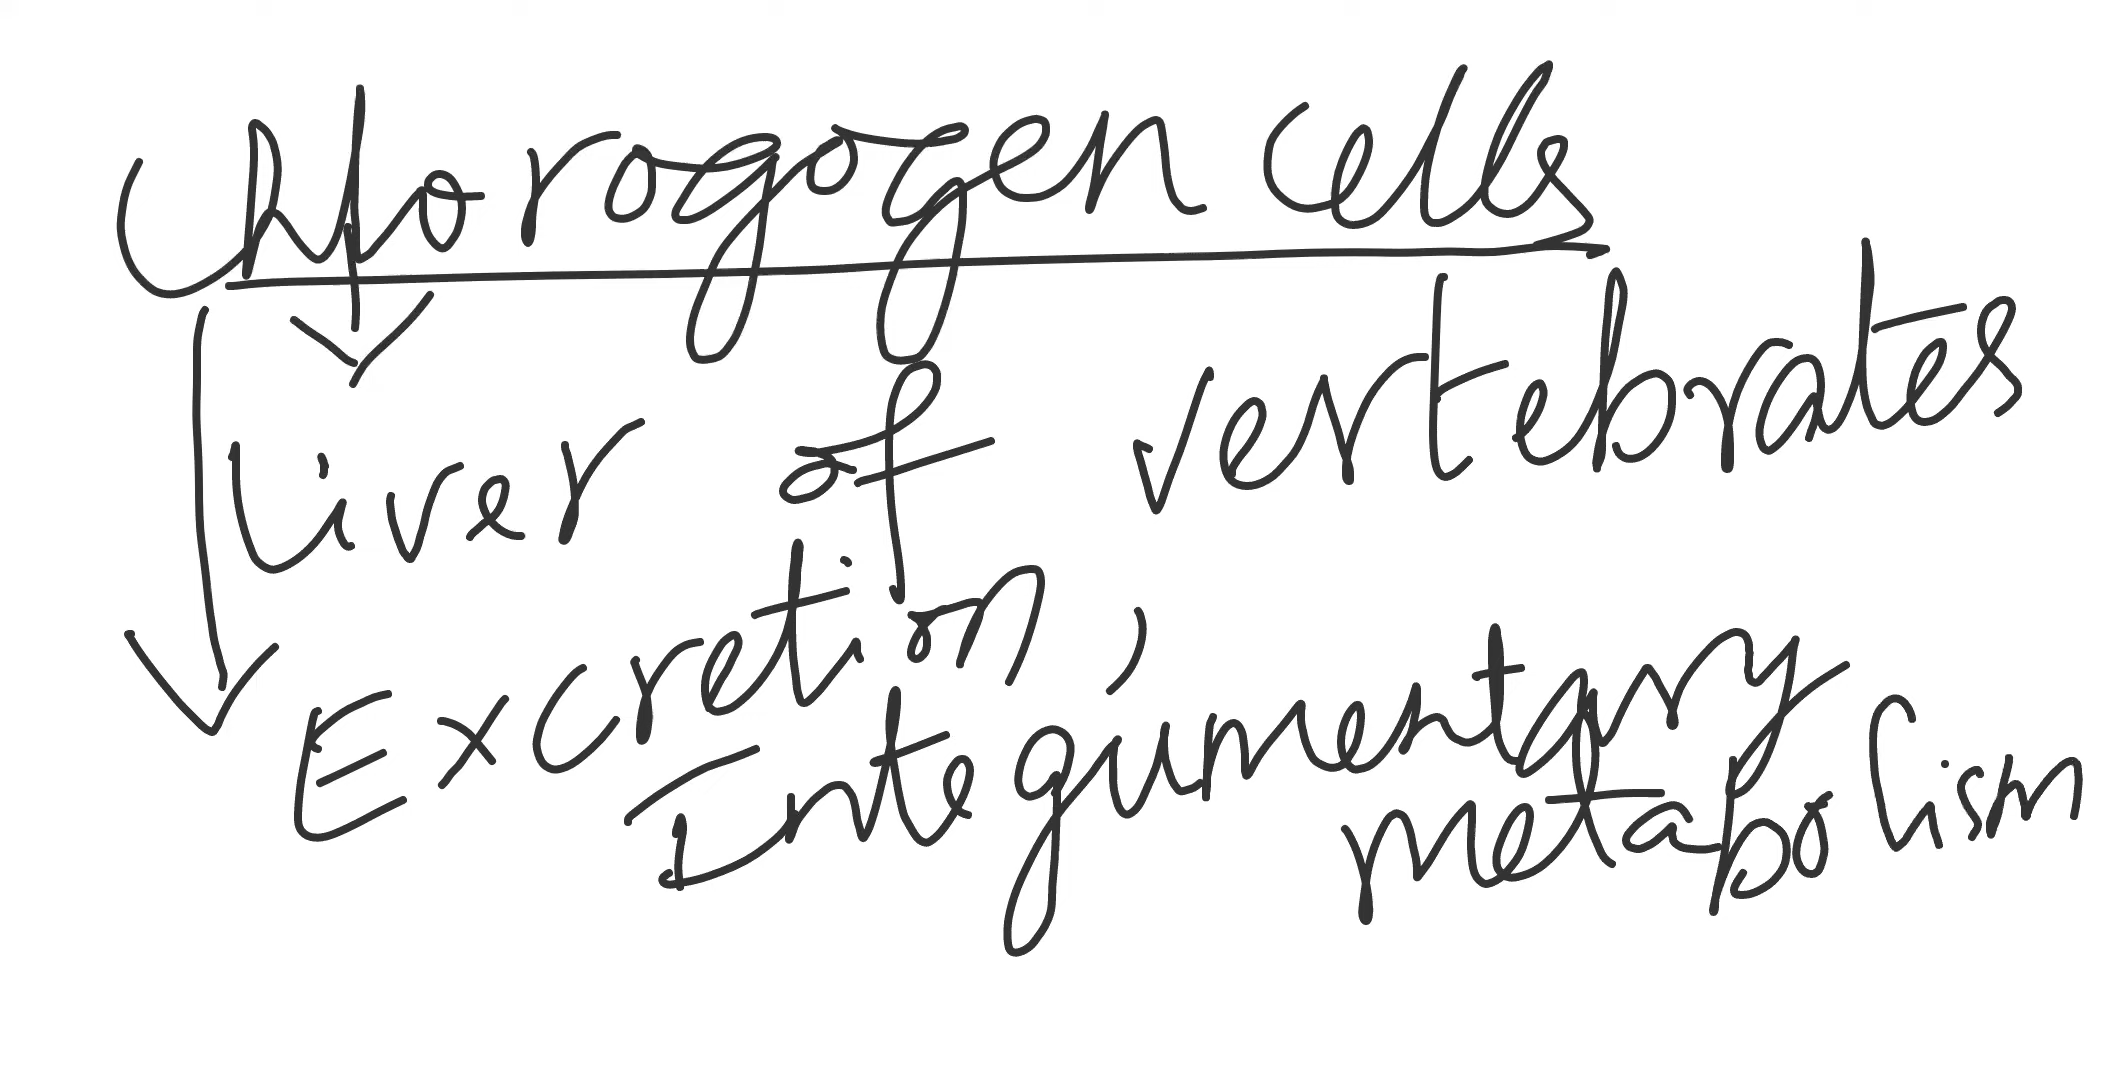 Chlorogogen cells
Liver of vertebrates
Excretion,
Integumentary
metabolism